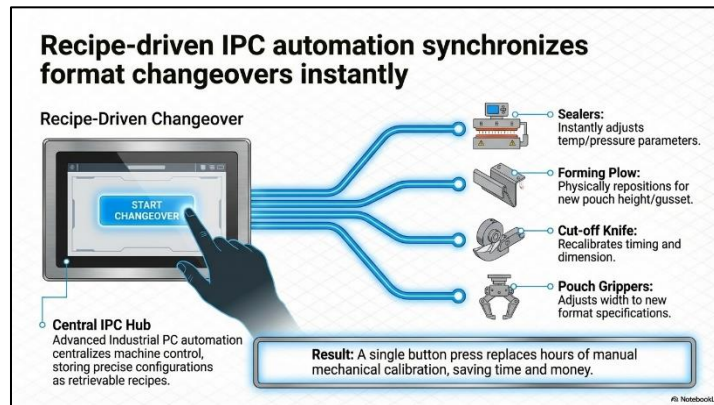 Recipe-driven IPC automation synchronizes
format changeovers instantly
Recipe-Driven Changeover
START
CHANGEOVER
Central IPC Hub
Advanced Industrial PC automation
centralizes machine control,
storing precise configurations
as retrievable recipes.
Sealers:
Instantly adjusts
temp/pressure parameters.
Forming Plow:
Physically repositions for
new pouch height/gusset.
Cut-off Knife:
Recalibrates timing and
dimension.
Pouch Grippers:
Adjusts width to new
format specifications.
Result: A single button press replaces hours of manual
mechanical calibration, saving time and money.